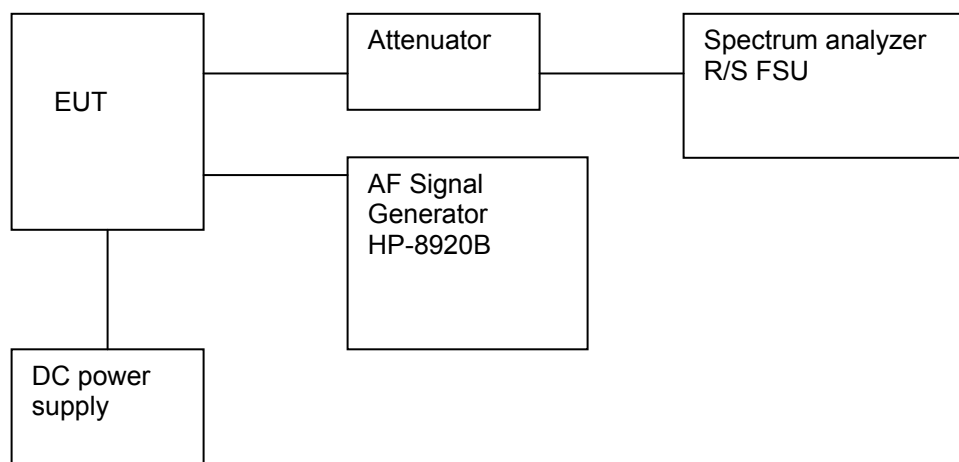 EUT
Attenuator
Spectrum analyzer
R/S FSU
AF Signal
Generator
HP-8920B
DC power
supply